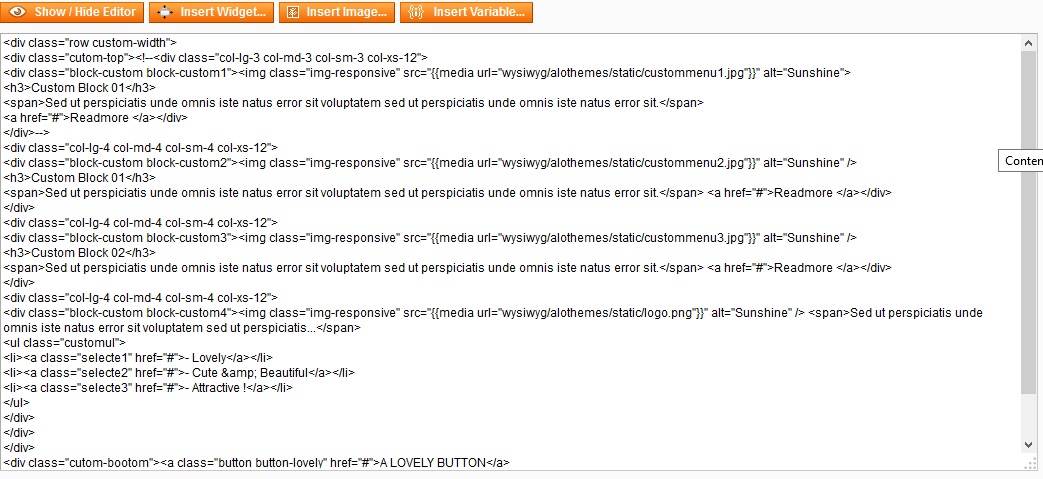 Show / Hide Editor Insert Widget... Insert Image... Insert Variable...
<div class="row custom-width">
<div class="cutom-top"><!--<div class="col-lg-3 col-md-3 col-sm-3 col-xs-12">
<div class="block-custom block-custom1"><img class="img-responsive" src="{{media url="wysiwyg/alothemes/static/custommenu1.jpg"}}" alt="Sunshine">
<h3>Custom Block 01</h3>
<span>Sed ut perspiciatis unde omnis iste natus error sit voluptatem sed ut perspiciatis unde omnis iste natus error sit.</span>
<a href="#">Readmore </a></div>
</div>-->
<div class="col-lg-4 col-md-4 col-sm-4 col-xs-12">
<div class="block-custom block-custom2"><img class="img-responsive" src="{{media url="wysiwyg/alothemes/static/custommenu2.jpg"}}" alt="Sunshine" />
<h3>Custom Block 01</h3>
<span>Sed ut perspiciatis unde omnis iste natus error sit voluptatem sed ut perspiciatis unde omnis iste natus error sit.</span> <a href="#">Readmore </a></div>
</div>
<div class="col-lg-4 col-md-4 col-sm-4 col-xs-12">
<div class="block-custom block-custom3"><img class="img-responsive" src="{{media url="wysiwyg/alothemes/static/custommenu3.jpg"}}" alt="Sunshine" />
<h3>Custom Block 02</h3>
<span>Sed ut perspiciatis unde omnis iste natus error sit voluptatem sed ut perspiciatis unde omnis iste natus error sit.</span> <a href="#">Readmore </a></div>
</div>
<div class="col-lg-4 col-md-4 col-sm-4 col-xs-12">
<div class="block-custom block-custom4"><img class="img-responsive" src="{{media url="wysiwyg/alothemes/static/logo.png"}}" alt="Sunshine" /> <span>Sed ut perspiciatis unde
omnis iste natus error sit voluptatem sed ut perspiciatis...</span>
<ul class="customul">
<li><a class="selecte1" href="#">- Lovely</a></li>
<li><a class="selecte2" href="#">- Cute &amp; Beautiful</a></li>
<li><a class="selecte3" href="#">- Attractive !</a></li>
</ul>
</div>
</div>
</div>
<div class="cutom-bootom"><a class="button button-lovely" href="#">A LOVELY BUTTON</a>
Conten